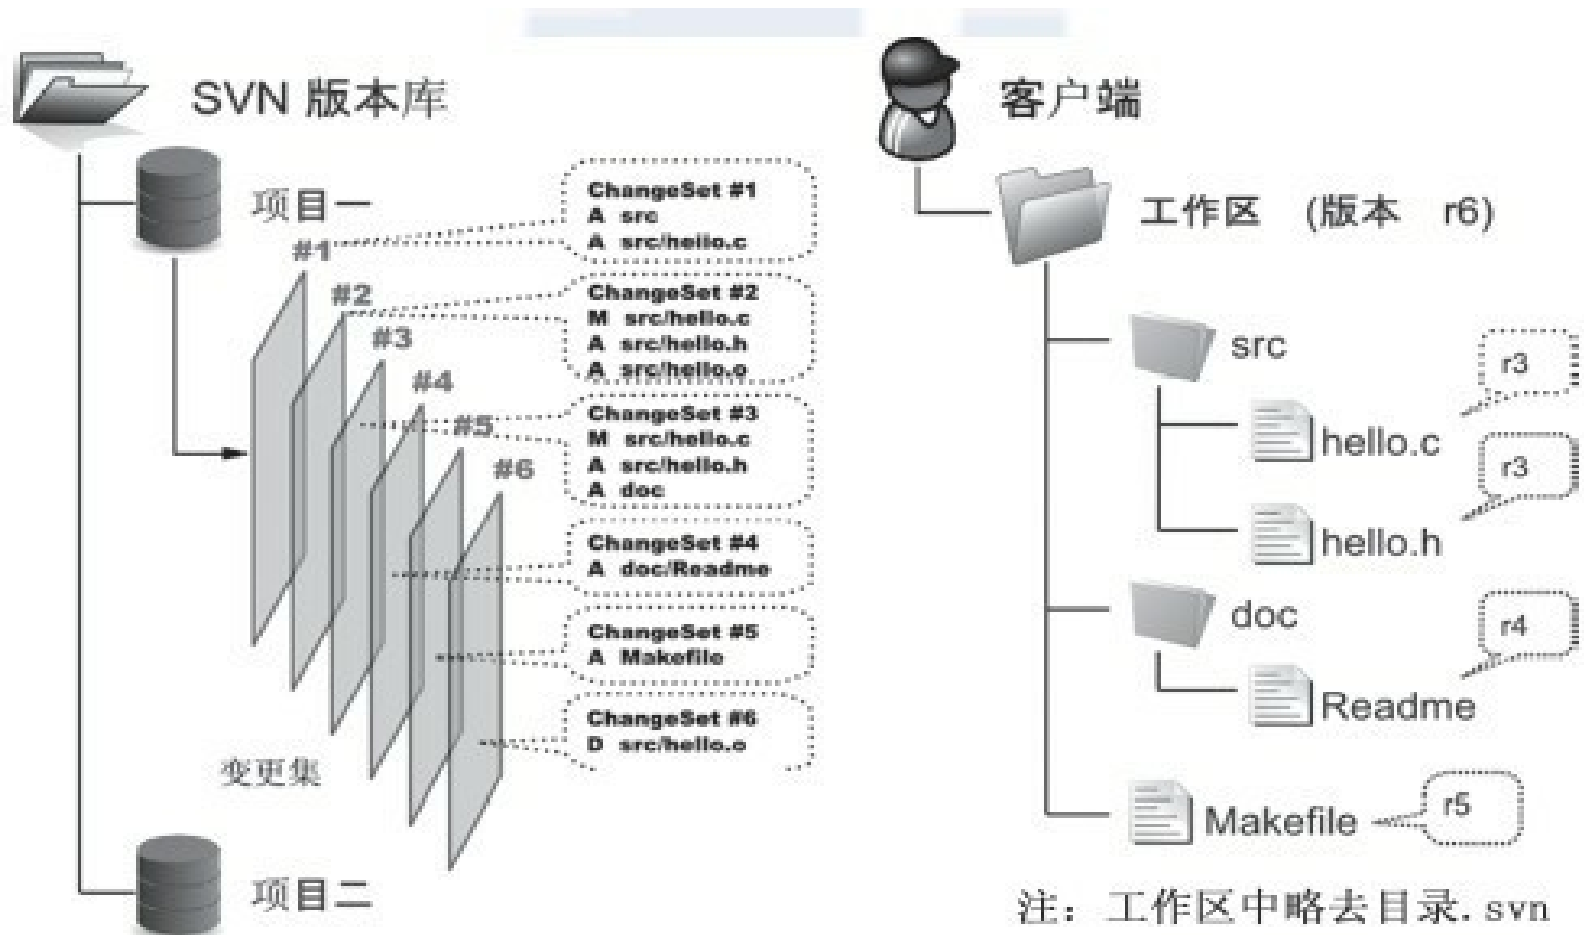 SVN 版本库
项目一
#1
#2
#3
#4
#5
#6
ChangeSet #1
A src
A src/hello.c
ChangeSet #2
M src/hello.c
A src/hello.h
A src/hello.o
ChangeSet #3
M src/hello.c
A src/hello.h
A doc
ChangeSet #4
A doc/Readme
ChangeSet #5
A Makefile
ChangeSet #6
D src/hello.o
变更集
项目二
客户端
工作区 (版本 r6)
src
r3
hello.c
r3
hello.h
doc
r4
Readme
Makefile
r5
注: 工作区中略去目录.svn